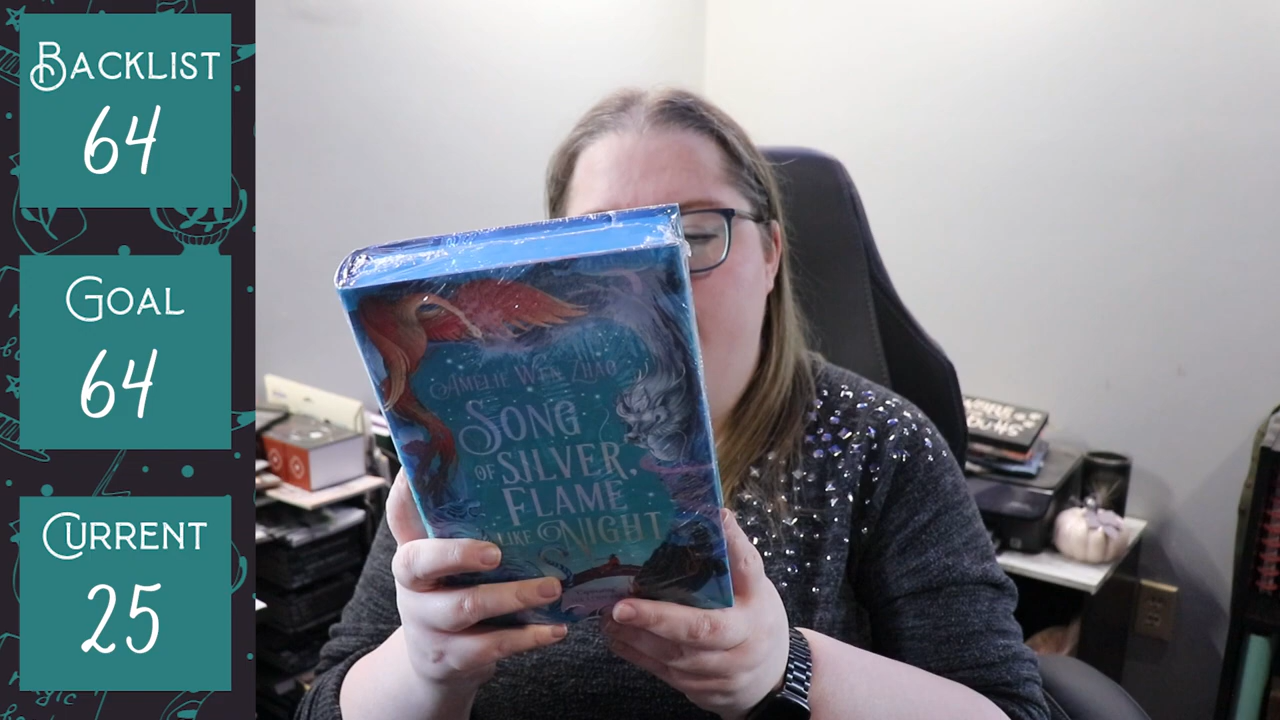 BACKLIST
64
GOAL
64
CURRENT
25
AMÉLIE WEN ZHAO
SONG
OF SILVER,
FLAME
LIKE NIGHT